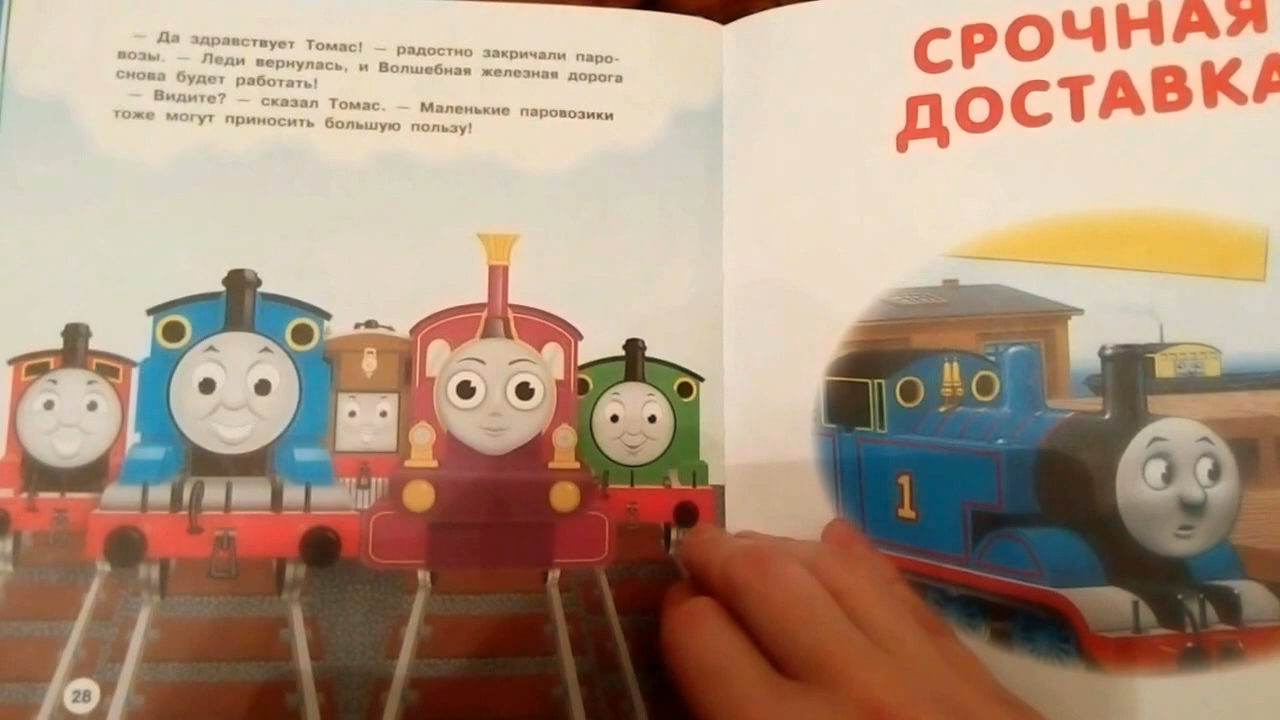 — Да здравствует Томас! — радостно закричали паро-
возы. — Леди вернулась, и Волшебная железная дорога
снова будет работать!
— Видите? — сказал Томас. — Маленькие паровозики
тоже могут приносить большую пользу!
28
СРОЧНАЯ
ДОСТАВКА
1